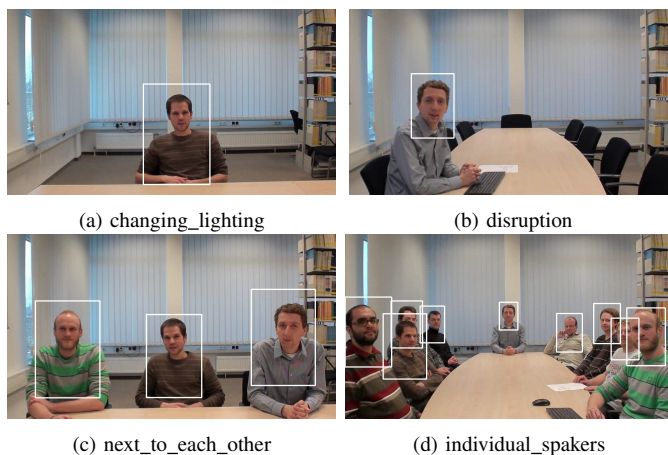 (a) changing_lighting
(b) disruption
(c) next_to_each_other
(d) individual_spakers